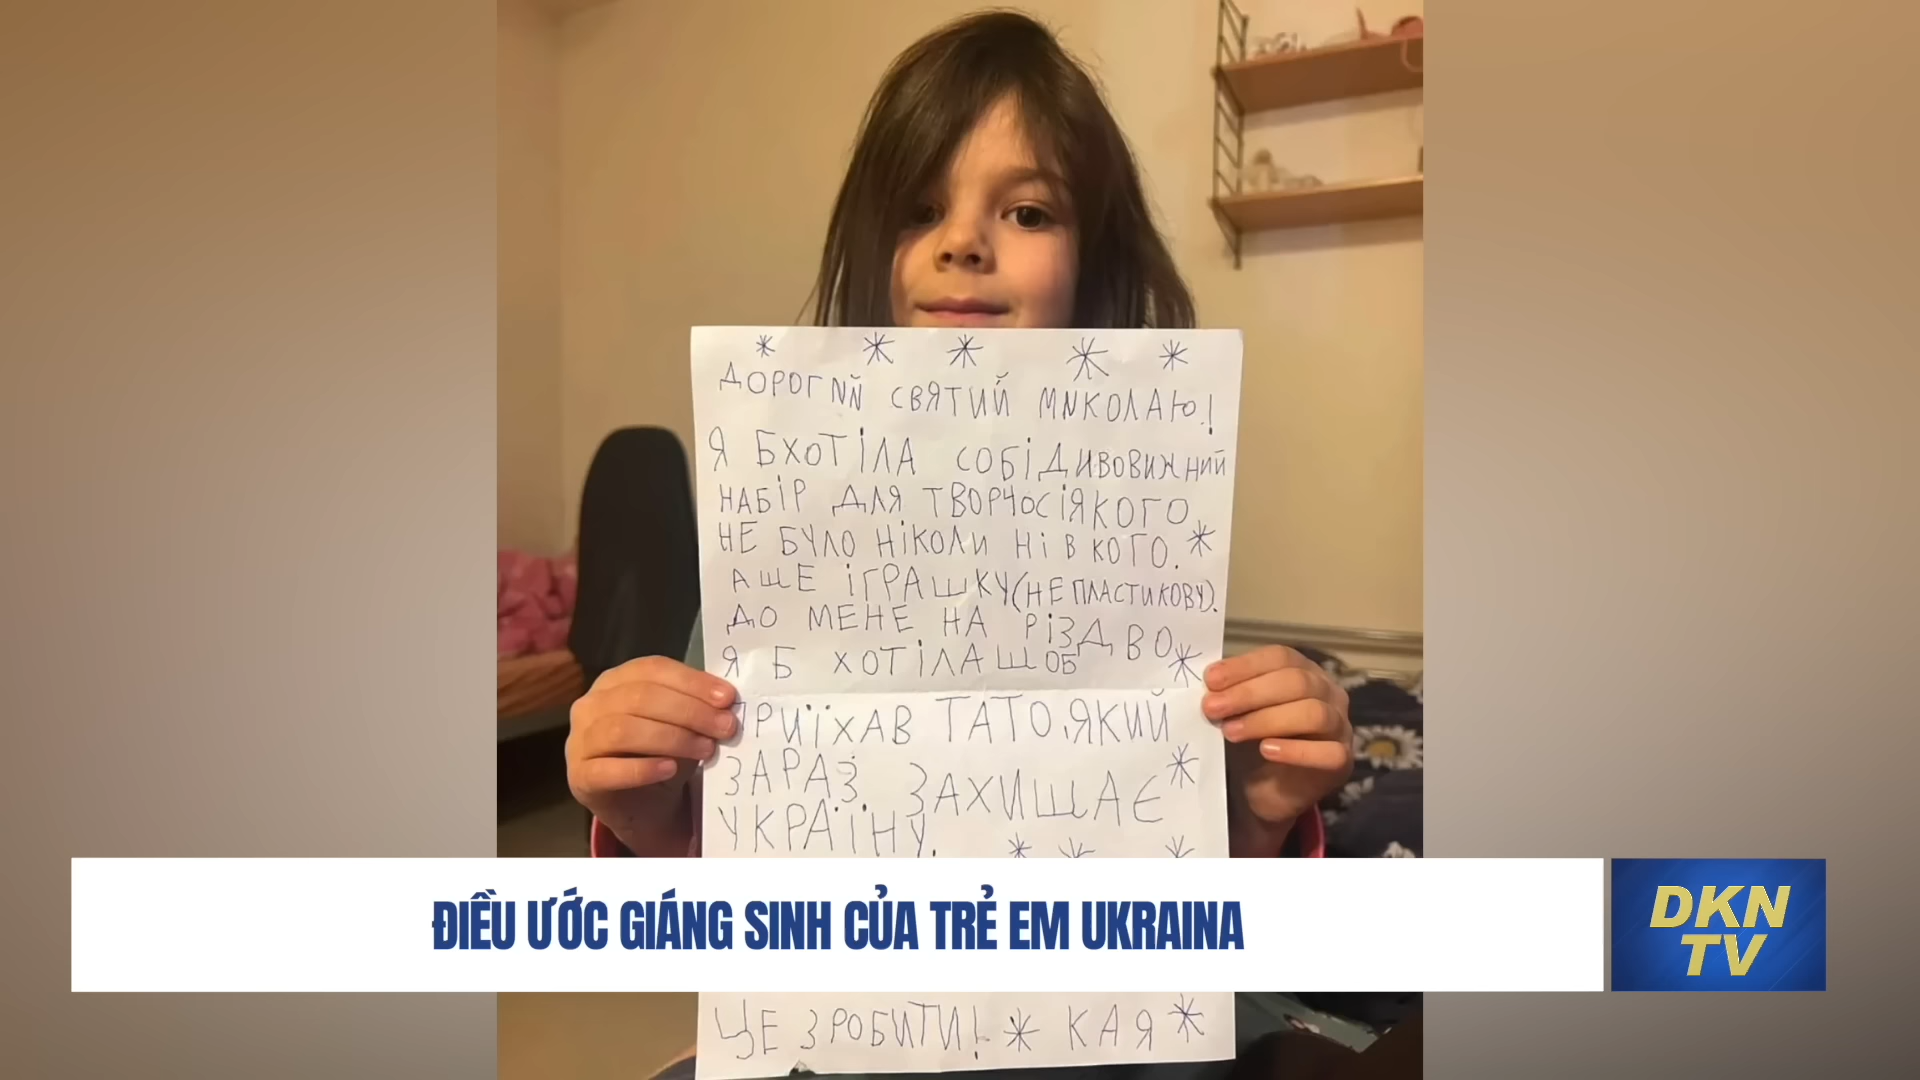 ДОРОГИЙ СВЯТИЙ МИКОЛАЮ!
Я Б ХОТІЛА СОБІ ДИВОВИЖНИЙ
НАБІР ДЛЯ ТВОРЧОСІ ЯКОГО
НЕ БУЛО НІКОЛИ НІ В КОГО.
А ЩЕ ІГРАШКУ (НЕ ПЛАСТИКОВУ).
ДО МЕНЕ НА РІЗДВО
Я Б ХОТІЛА ЩОБ
ПРИЇХАВ ТАТО, ЯКИЙ
ЗАРАЗ ЗАХИЩАЄ
УКРАЇНУ.
ĐIỀU ƯỚC GIÁNG SINH CỦA TRẺ EM UKRAINA
DKN
TV
ЦЕ ЗРОБИТИ! КАЯ